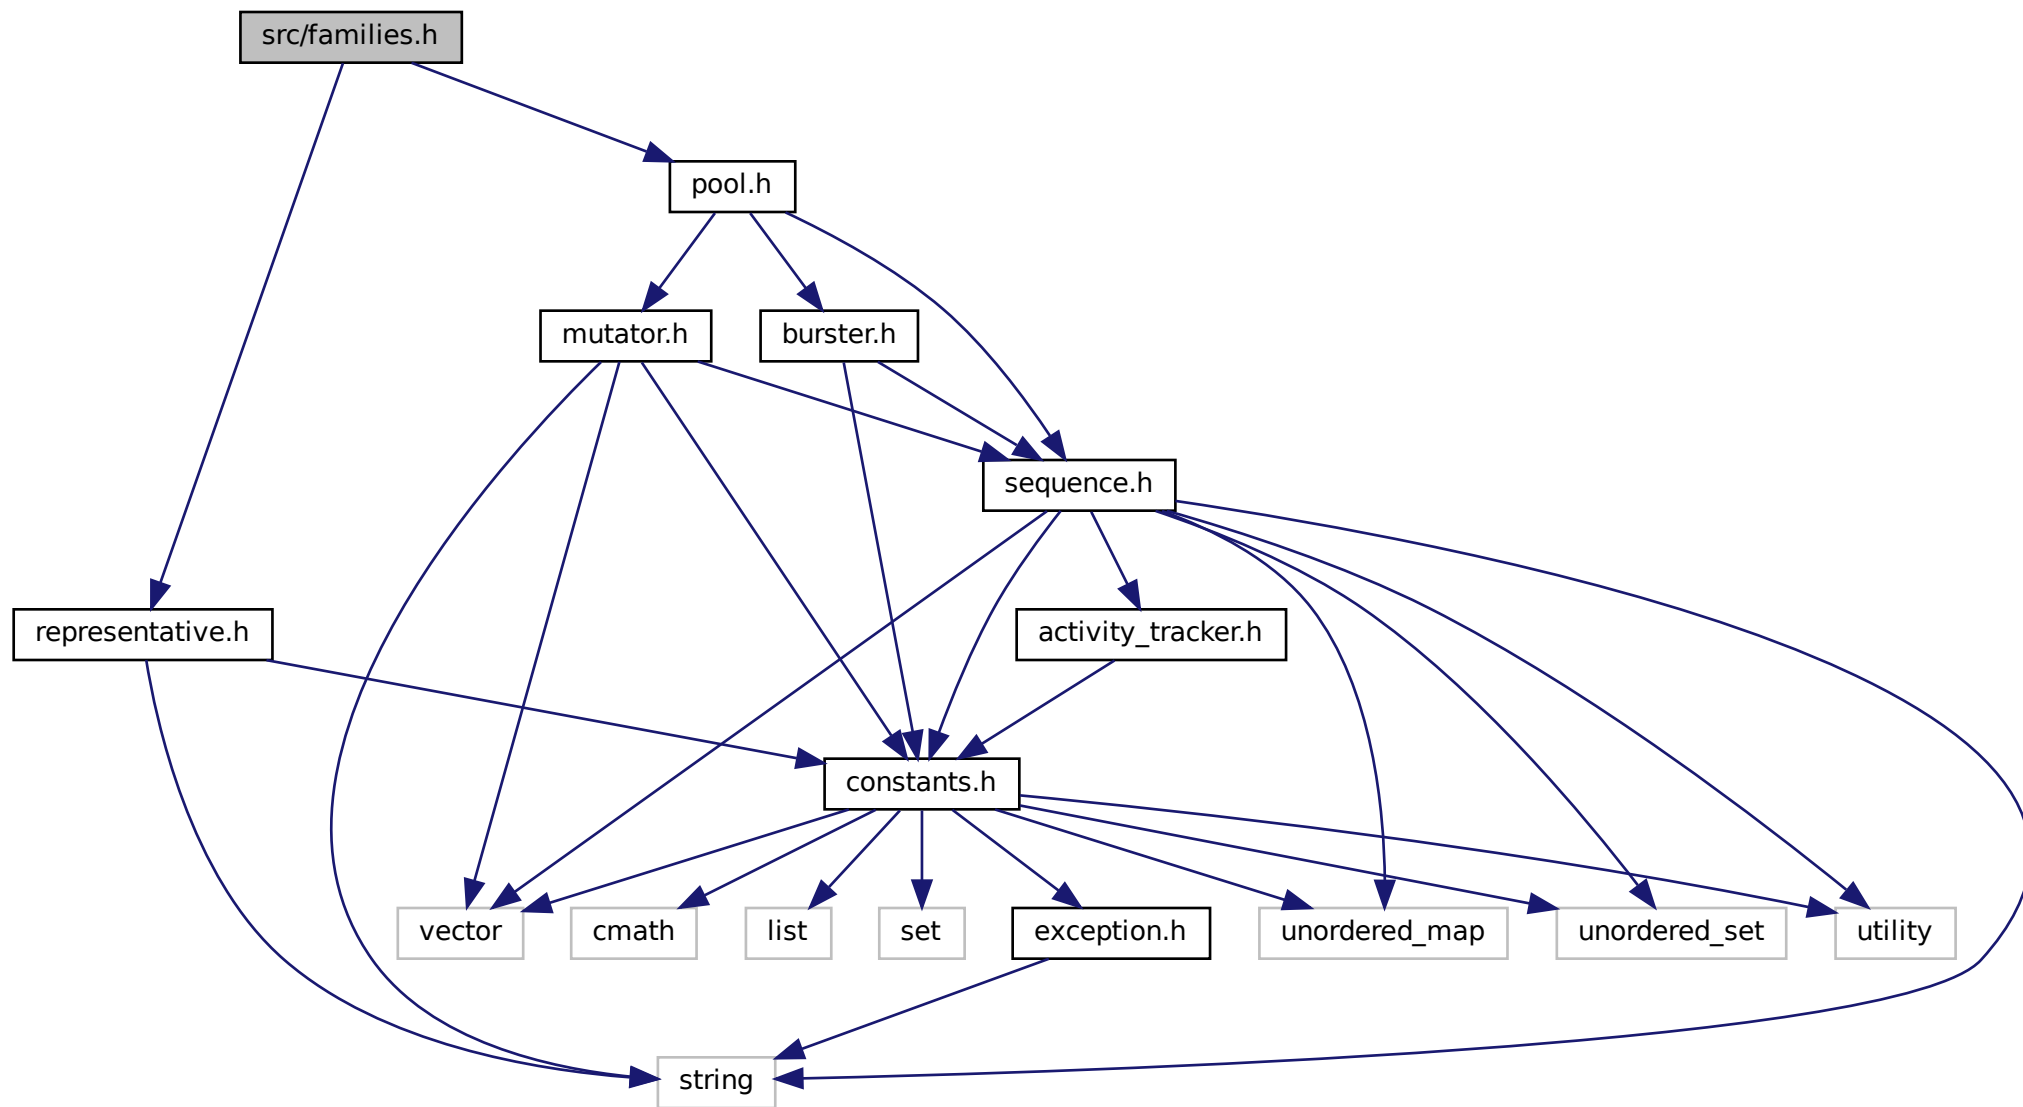 src/families.h
pool.h
mutator.h
burster.h
sequence.h
representative.h
activity_tracker.h
constants.h
vector
cmath
list
set
exception.h
unordered_map
unordered_set
utility
string